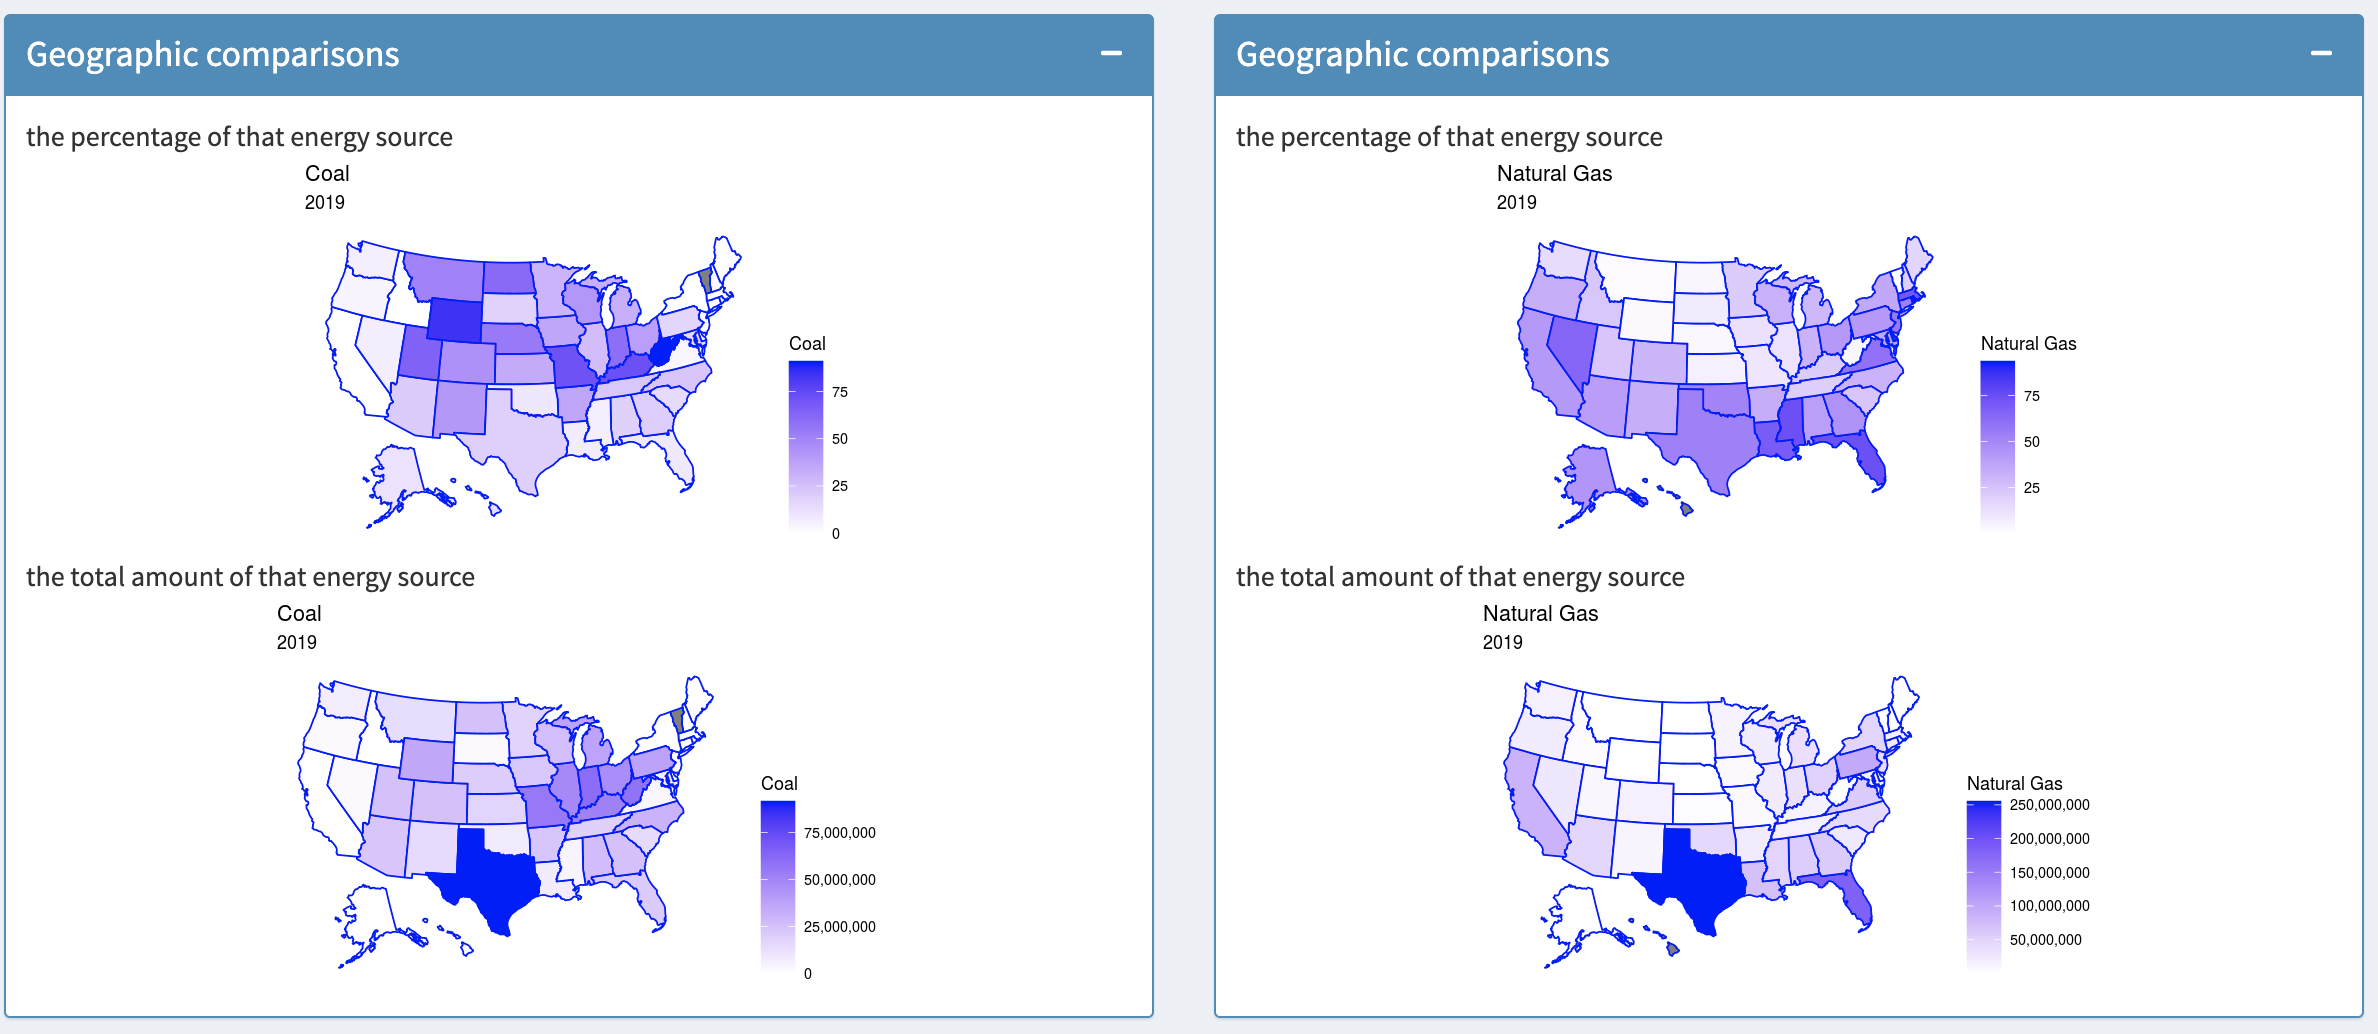 Geographic comparisons
the percentage of that energy source
Coal
2019
Coal
75
50
25
0
the total amount of that energy source
Coal
2019
Coal
75,000,000
50,000,000
25,000,000
0
Geographic comparisons
the percentage of that energy source
Natural Gas
2019
Natural Gas
75
50
25
the total amount of that energy source
Natural Gas
2019
Natural Gas
250,000,000
200,000,000
150,000,000
100,000,000
50,000,000